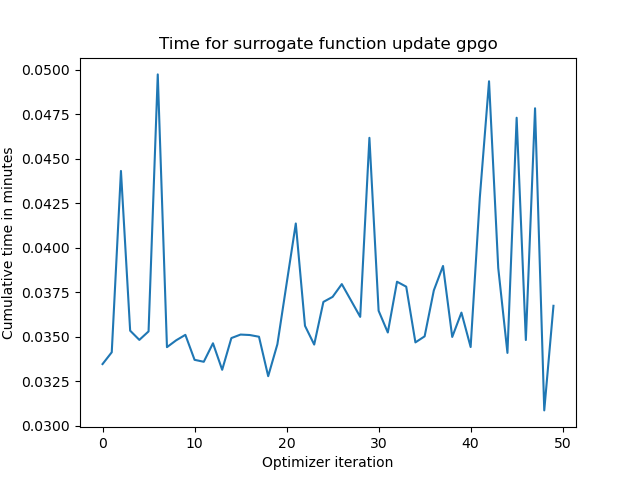 Time for surrogate function update gpgo
0.0500
0.0475
0.0450
0.0425
0.0400
0.0375
0.0350
0.0325
0.0300
Cumulative time in minutes
0 10 20 30 40 50
Optimizer iteration